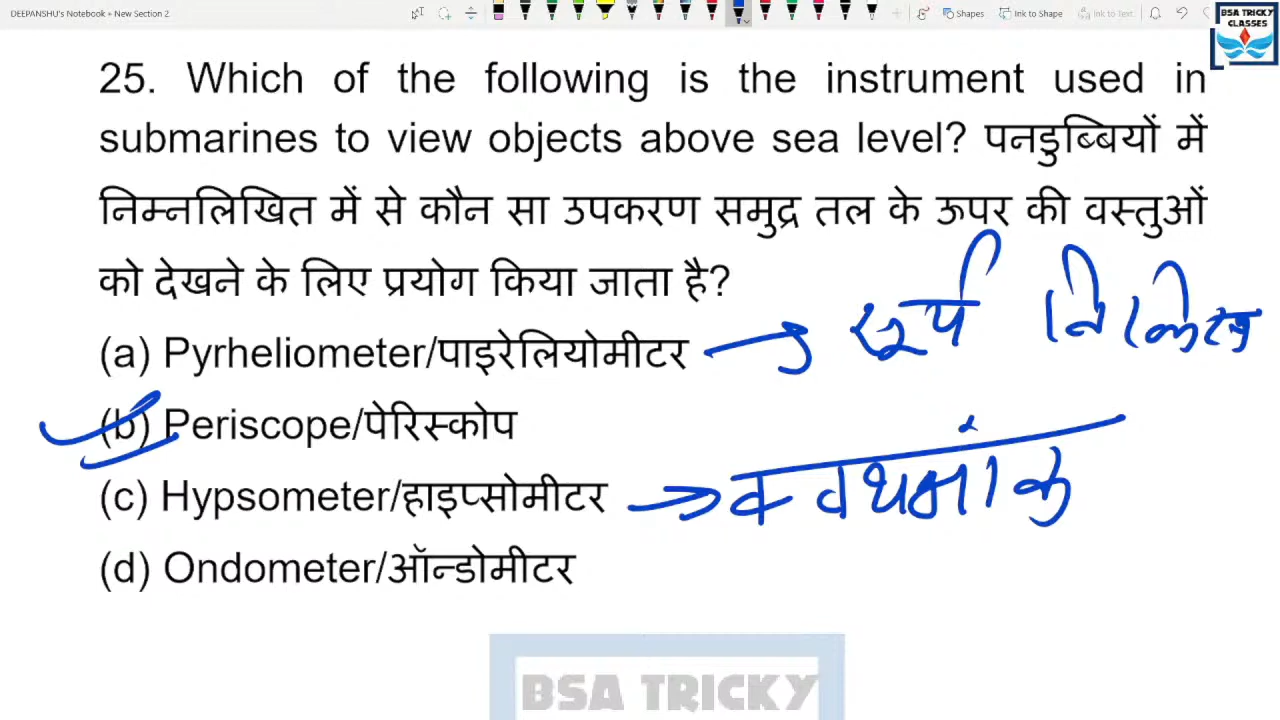 DEEPANSHU's Notebook » New Section 2
Shapes Ink to Shape Ink to Text
BSA TRICKY
CLASSES
25. Which of the following is the instrument used in
submarines to view objects above sea level? पनडुब्बियों में
निम्नलिखित में से कौन सा उपकरण समुद्र तल के ऊपर की वस्तुओं
को देखने के लिए प्रयोग किया जाता है?
(a) Pyrheliometer/पाइरेलियोमीटर
सूर्य
(b) Periscope/पेरिस्कोप
(c) Hypsometer/हाइप्सोमीटर
क्वथनांक
(d) Ondometer/ऑन्डोमीटर
BSA TRICKY